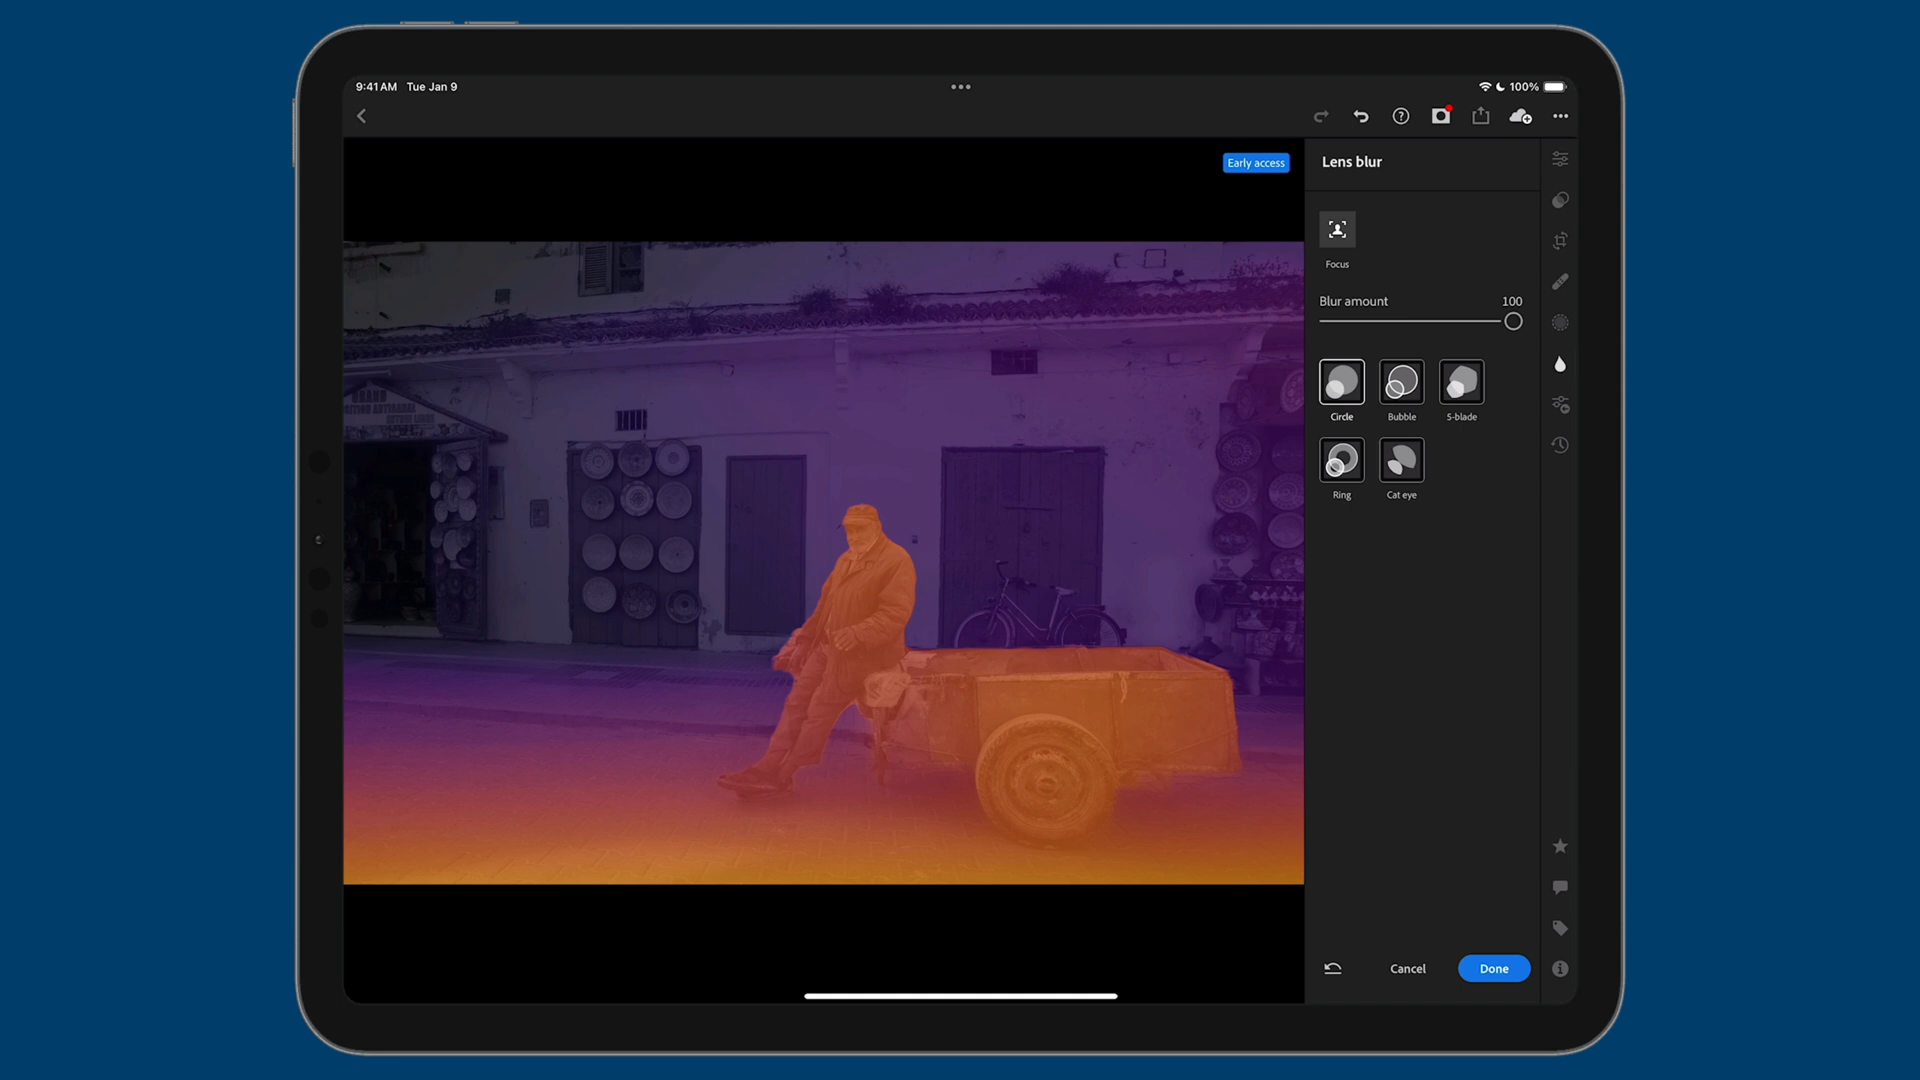 9:41 AM Tue Jan 9
100%
Early access
Lens blur
Focus
Blur amount 100
Circle
Bubble
5-blade
Ring
Cat eye
Cancel
Done